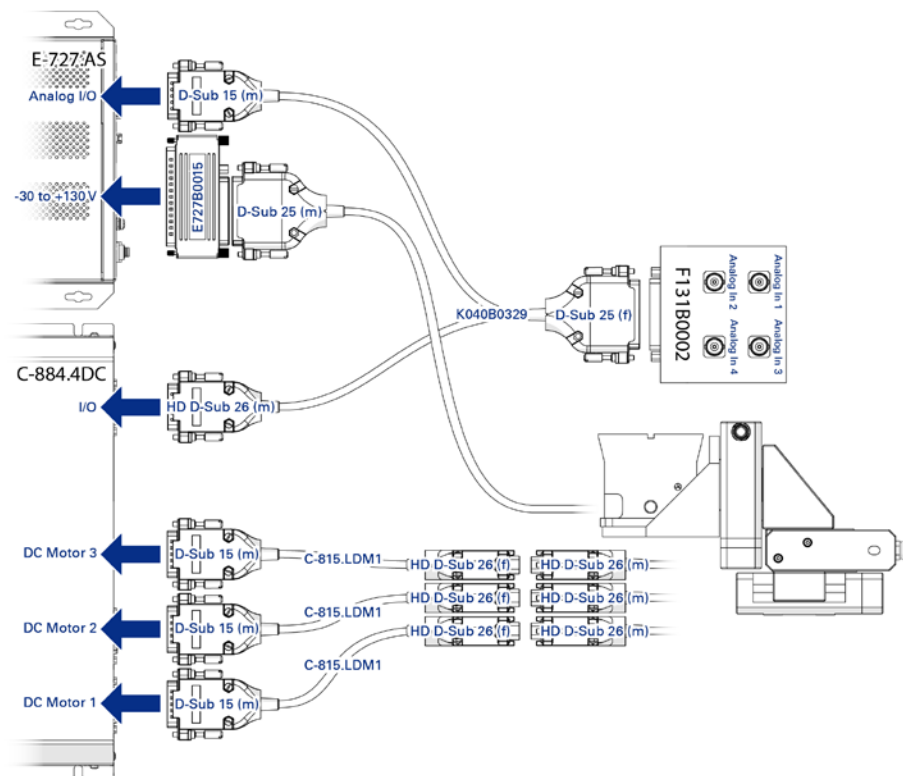 E-727.AS
Analog I/O
D-Sub 15 (m)
-30 to +130 V
E727B0015
D-Sub 25 (m)
K040B0329
D-Sub 25 (f)
F131B0002
Analog In 2
Analog In 1
Analog In 4
Analog In 3
C-884.4DC
I/O
HD D-Sub 26 (m)
DC Motor 3
D-Sub 15 (m)
C-815.LDM1
HD D-Sub 26 (f)
HD D-Sub 26 (m)
DC Motor 2
D-Sub 15 (m)
C-815.LDM1
HD D-Sub 26 (f)
HD D-Sub 26 (m)
DC Motor 1
D-Sub 15 (m)
C-815.LDM1
HD D-Sub 26 (f)
HD D-Sub 26 (m)